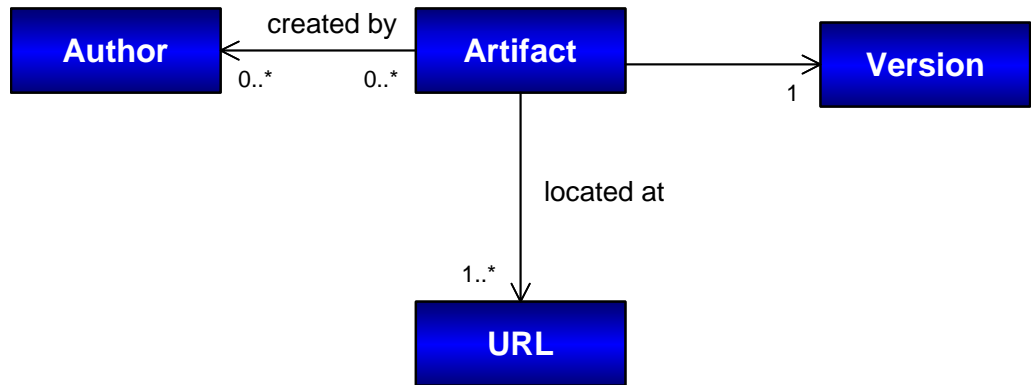 created by
Author
Artifact
Version
0..*
0..*
1
located at
1..*
URL